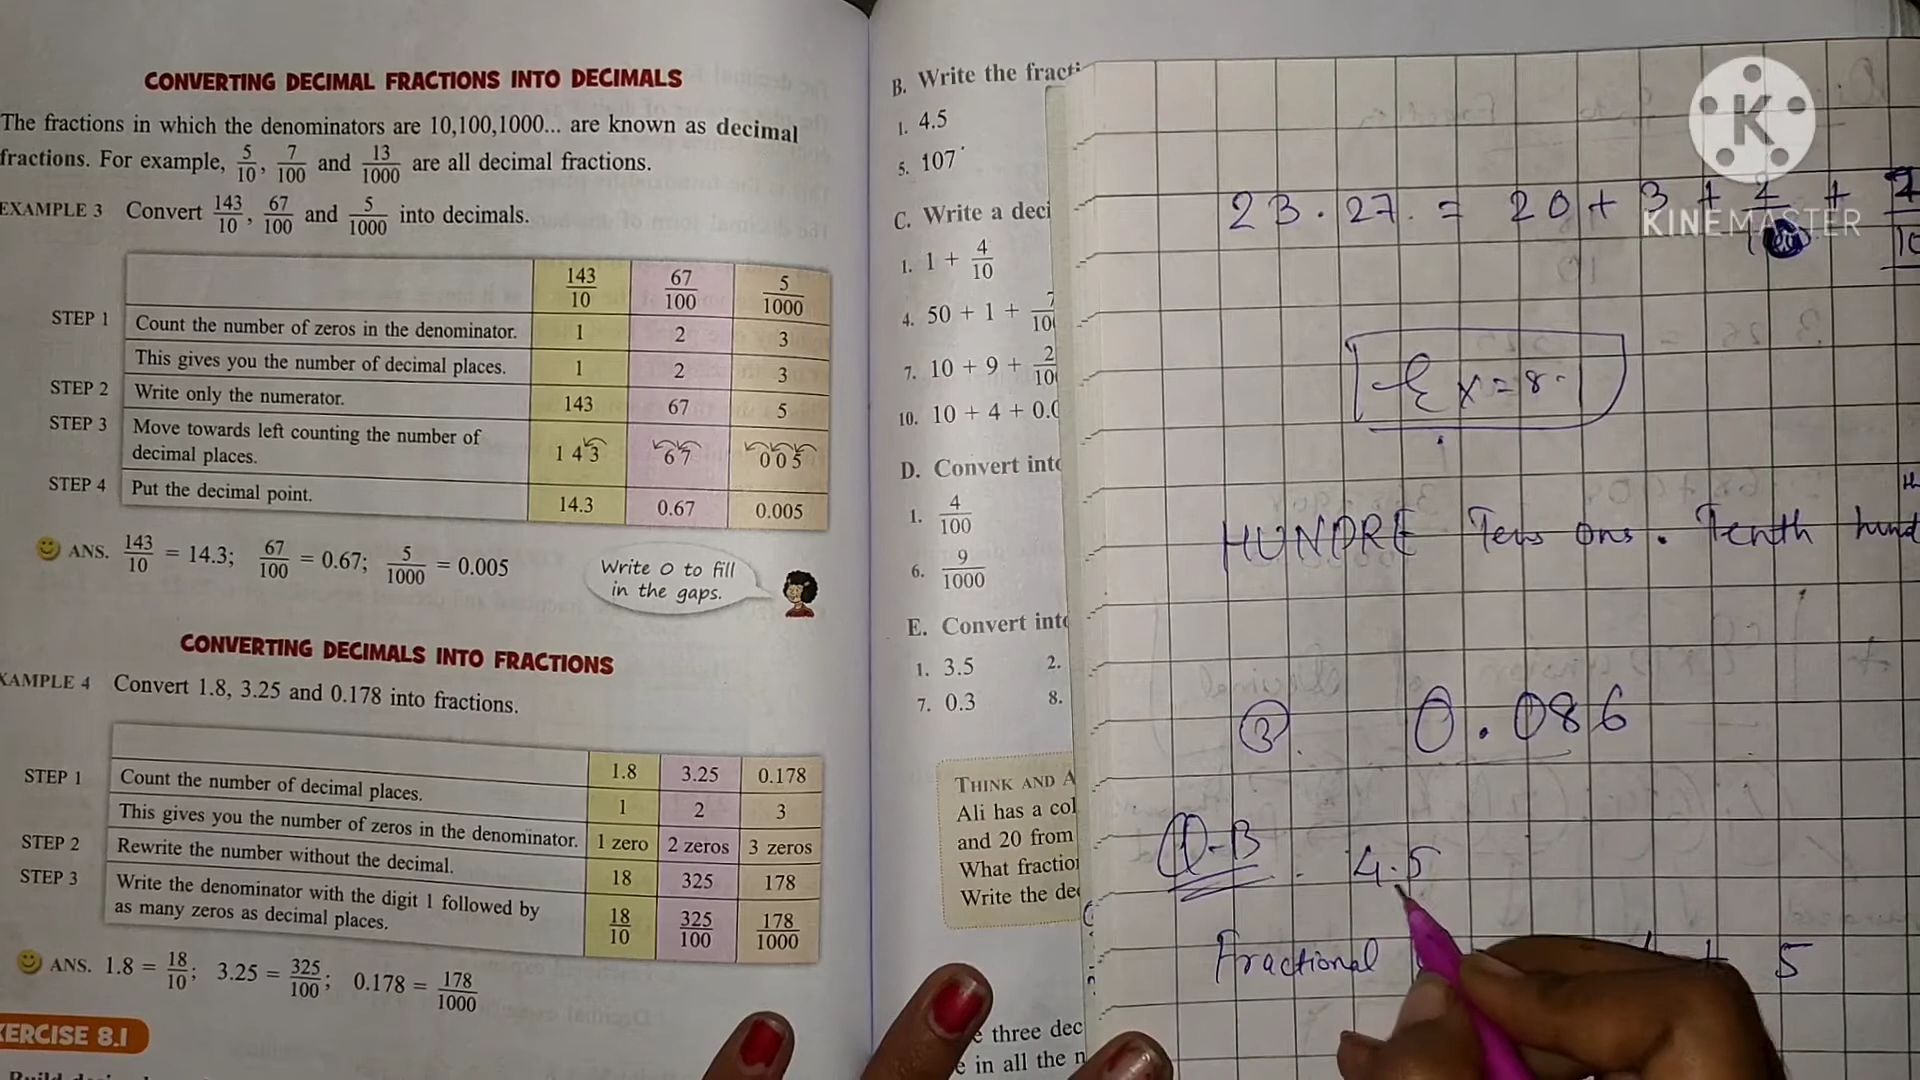 CONVERTING DECIMAL FRACTIONS INTO DECIMALS
The fractions in which the denominators are 10,100,1000... are known as decimal
fractions. For example, 5/10, 7/100 and 13/1000 are all decimal fractions.
EXAMPLE 3 Convert 143/10, 67/100 and 5/1000 into decimals.
143/10 67/100 5/1000
STEP 1 Count the number of zeros in the denominator. 1 2 3
This gives you the number of decimal places. 1 2 3
STEP 2 Write only the numerator. 143 67 5
STEP 3 Move towards left counting the number of
decimal places. 1 4 3 67 005
STEP 4 Put the decimal point. 14.3 0.67 0.005
ANS. 143/10 = 14.3; 67/100 = 0.67; 5/1000 = 0.005
Write 0 to fill
in the gaps.
CONVERTING DECIMALS INTO FRACTIONS
XAMPLE 4 Convert 1.8, 3.25 and 0.178 into fractions.
1.8 3.25 0.178
STEP 1 Count the number of decimal places. 1 2 3
This gives you the number of zeros in the denominator. 1 zero 2 zeros 3 zeros
STEP 2 Rewrite the number without the decimal. 18 325 178
STEP 3 Write the denominator with the digit 1 followed by
as many zeros as decimal places. 18/10 325/100 178/1000
ANS. 1.8 = 18/10; 3.25 = 325/100; 0.178 = 178/1000
ERCISE 8.1
B. Write the fracti
1. 4.5
5. 107
C. Write a deci
1. 1 + 4/10
4. 50 + 1 +
7. 10 + 9 +
10. 10 + 4 + 0.0
D. Convert into
1. 4/100
6. 9/1000
E. Convert into
1. 3.5 2.
7. 0.3 8.
THINK AND A
Ali has a col
and 20 from
What fraction
Write the de
three dec
e in all the n
K
KINEMASTER
23.27. = 20 + 3 +
x = 8
HUNDRE Tens Ons . Tenth hund
3 . 0.086
Q-B . 4.5
Fractional + 5